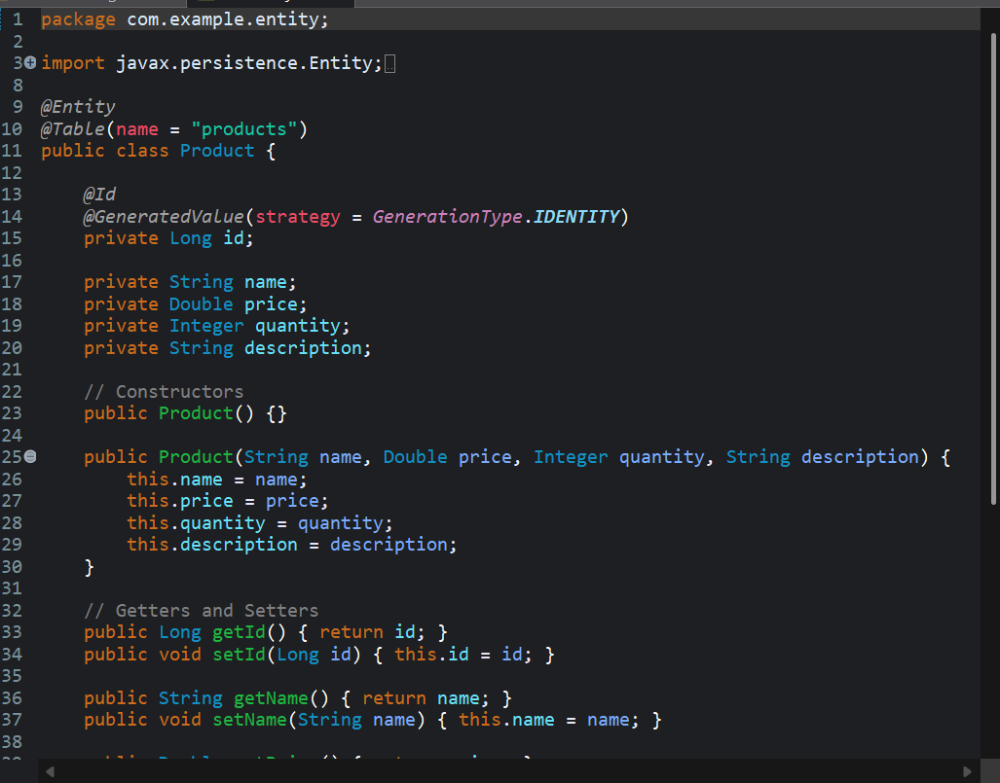 1 package com.example.entity;
2
3 import javax.persistence.Entity;
8
9 @Entity
10 @Table(name = "products")
11 public class Product {
12
13     @Id
14     @GeneratedValue(strategy = GenerationType.IDENTITY)
15     private Long id;
16
17     private String name;
18     private Double price;
19     private Integer quantity;
20     private String description;
21
22     // Constructors
23     public Product() {}
24
25     public Product(String name, Double price, Integer quantity, String description) {
26         this.name = name;
27         this.price = price;
28         this.quantity = quantity;
29         this.description = description;
30     }
31
32     // Getters and Setters
33     public Long getId() { return id; }
34     public void setId(Long id) { this.id = id; }
35
36     public String getName() { return name; }
37     public void setName(String name) { this.name = name; }
38